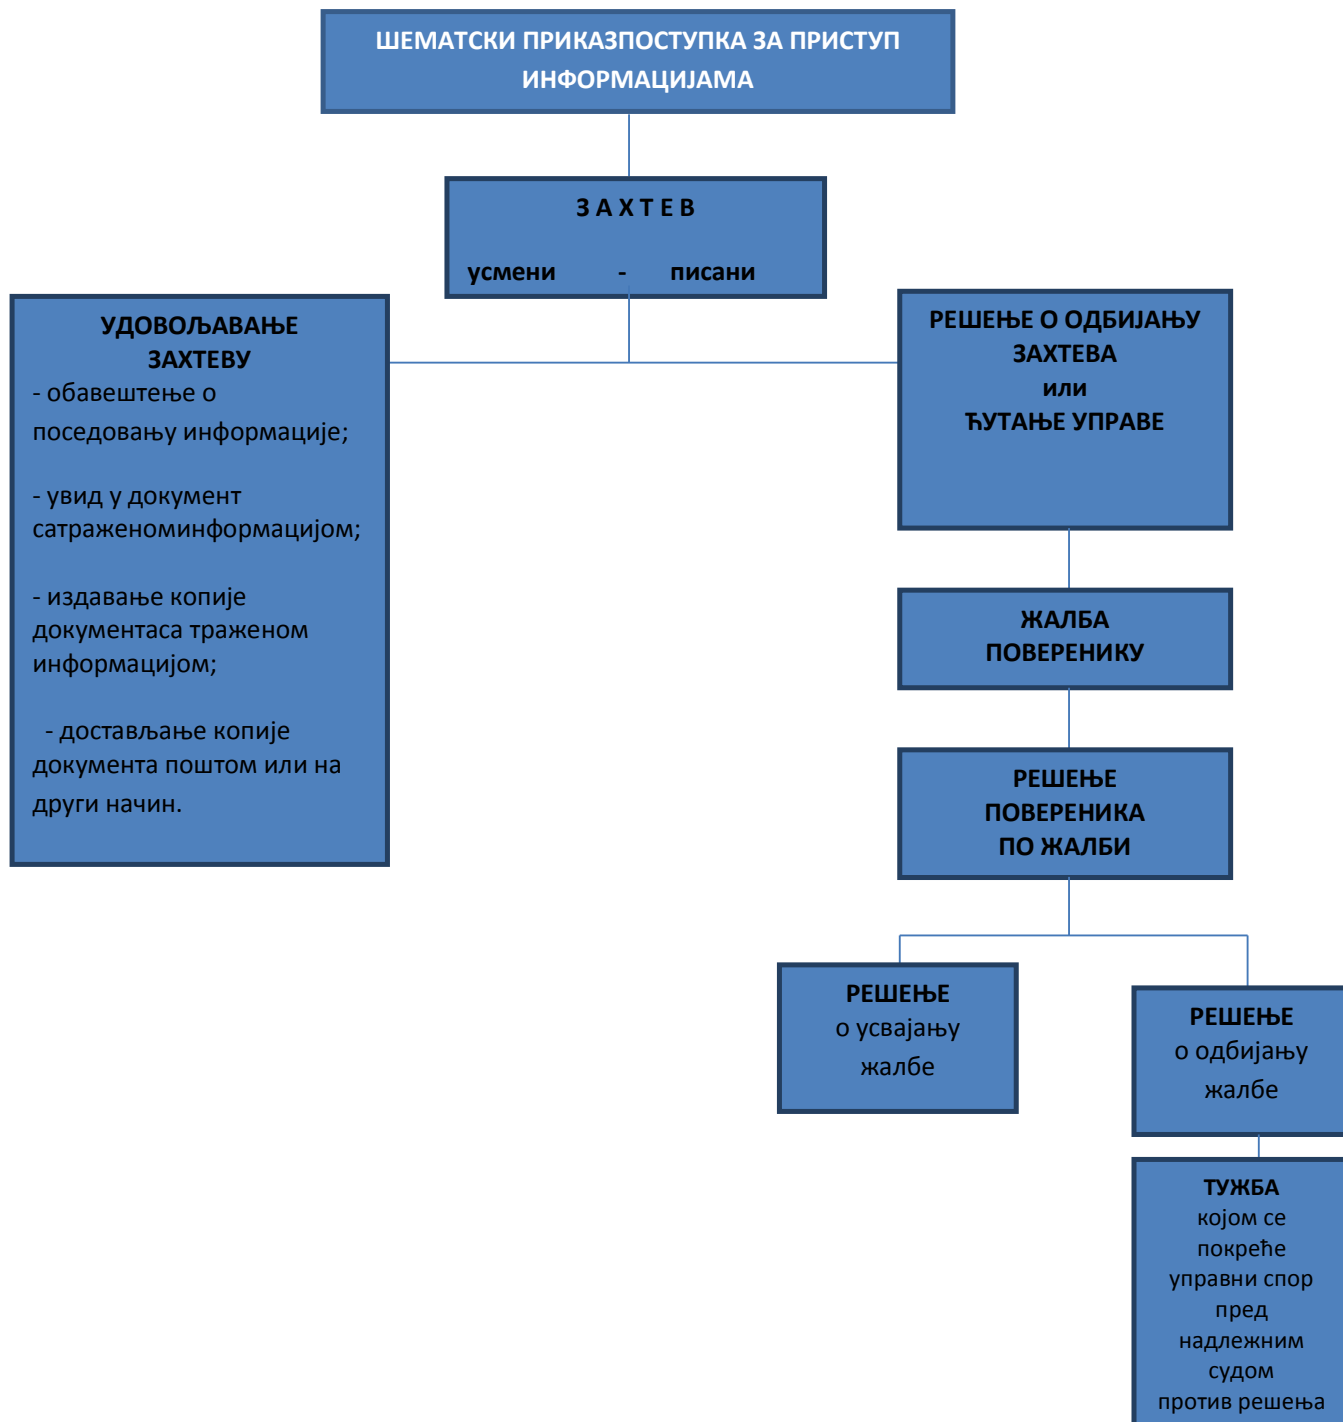 ШЕМАТСКИ ПРИКАЗПОСТУПКА ЗА ПРИСТУП
ИНФОРМАЦИЈАМА
З А Х Т Е В
усмени - писани
УДОВОЉАВАЊЕ
ЗАХТЕВУ
- обавештење о
поседовању информације;
- увид у документ
сатраженоминформацијом;
- издавање копије
документаса траженом
информацијом;
- достављање копије
документа поштом или на
други начин.
РЕШЕЊЕ О ОДБИЈАЊУ
ЗАХТЕВА
или
ЋУТАЊЕ УПРАВЕ
ЖАЛБА
ПОВЕРЕНИКУ
РЕШЕЊЕ
ПОВЕРЕНИКА
ПО ЖАЛБИ
РЕШЕЊЕ
о усвајању
жалбе
РЕШЕЊЕ
о одбијању
жалбе
ТУЖБА
којом се
покреће
управни спор
пред
надлежним
судом
против решења